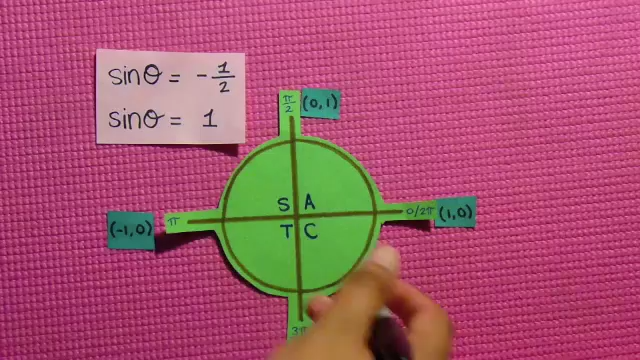 sinθ = -1/2
sinθ = 1
π/2 (0,1)
S A
π 0/2π (1,0)
(-1,0)
T C
3π